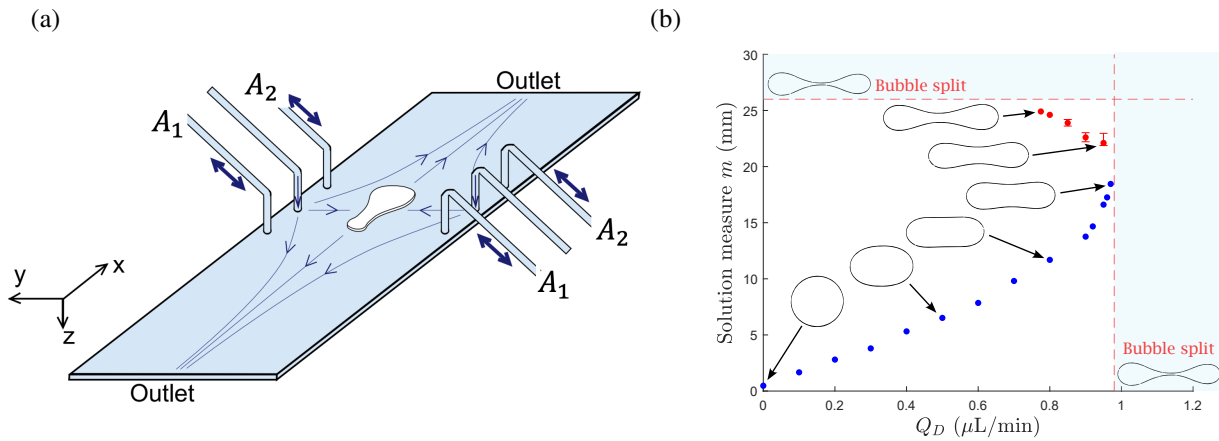 (a)
(b)
A₂
A₁
Outlet
y
x
z
A₂
A₁
Outlet
Solution measure m (mm)
30
25
20
15
10
5
0
Bubble split
Bubble split
0
0.2
0.4
0.6
0.8
1
1.2
Q_D (μL/min)